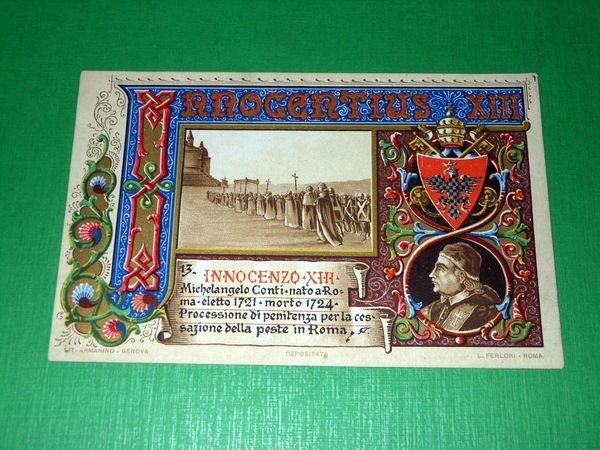 INNOCENTIUS XIII
13. INNOCENZO·XIII·
Michelangelo Conti·nato a Ro-
ma·eletto 1721·morto 1724·
Processione di penitenza per la ces-
sazione della peste in Roma
LIT. ARMANINO - GENOVA
DEPOSITATA
L. FERLONI - ROMA